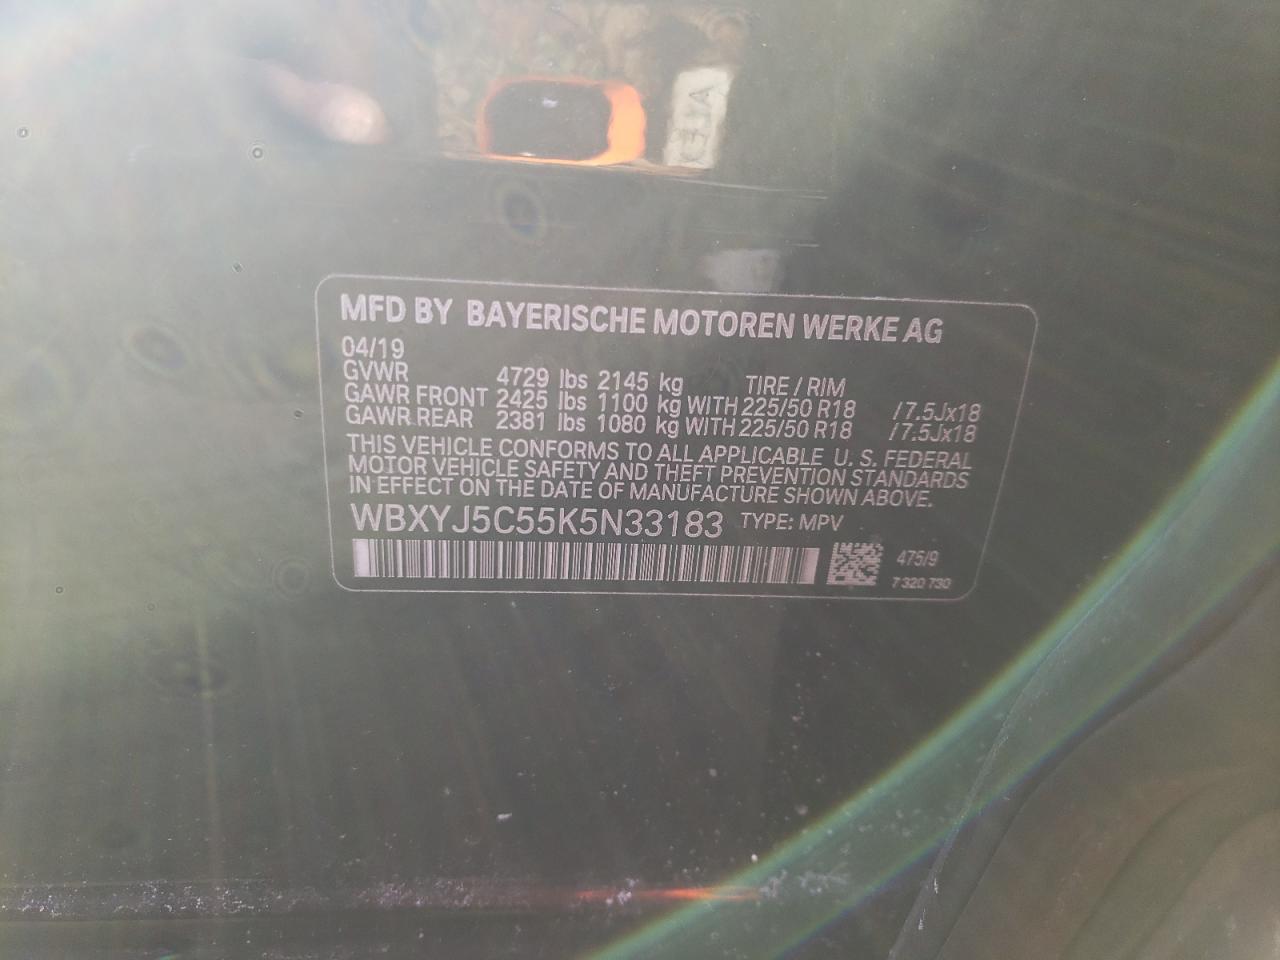 MFD BY BAYERISCHE MOTOREN WERKE AG
04/19
GVWR 4729 lbs 2145 kg TIRE / RIM
GAWR FRONT 2425 lbs 1100 kg WITH 225/50 R18 /7.5Jx18
GAWR REAR 2381 lbs 1080 kg WITH 225/50 R18 /7.5Jx18
THIS VEHICLE CONFORMS TO ALL APPLICABLE U. S. FEDERAL
MOTOR VEHICLE SAFETY AND THEFT PREVENTION STANDARDS
IN EFFECT ON THE DATE OF MANUFACTURE SHOWN ABOVE.
WBXYJ5C55K5N33183 TYPE: MPV
475/9
7 320 730